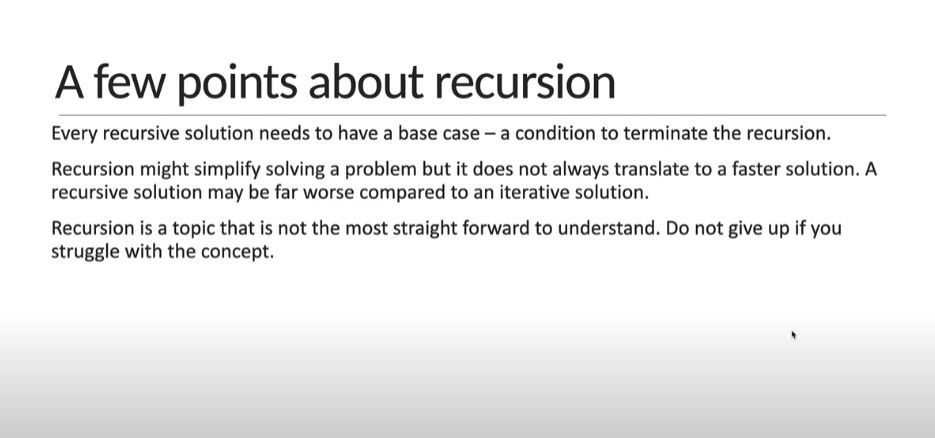 A few points about recursion
Every recursive solution needs to have a base case – a condition to terminate the recursion.
Recursion might simplify solving a problem but it does not always translate to a faster solution. A
recursive solution may be far worse compared to an iterative solution.
Recursion is a topic that is not the most straight forward to understand. Do not give up if you
struggle with the concept.